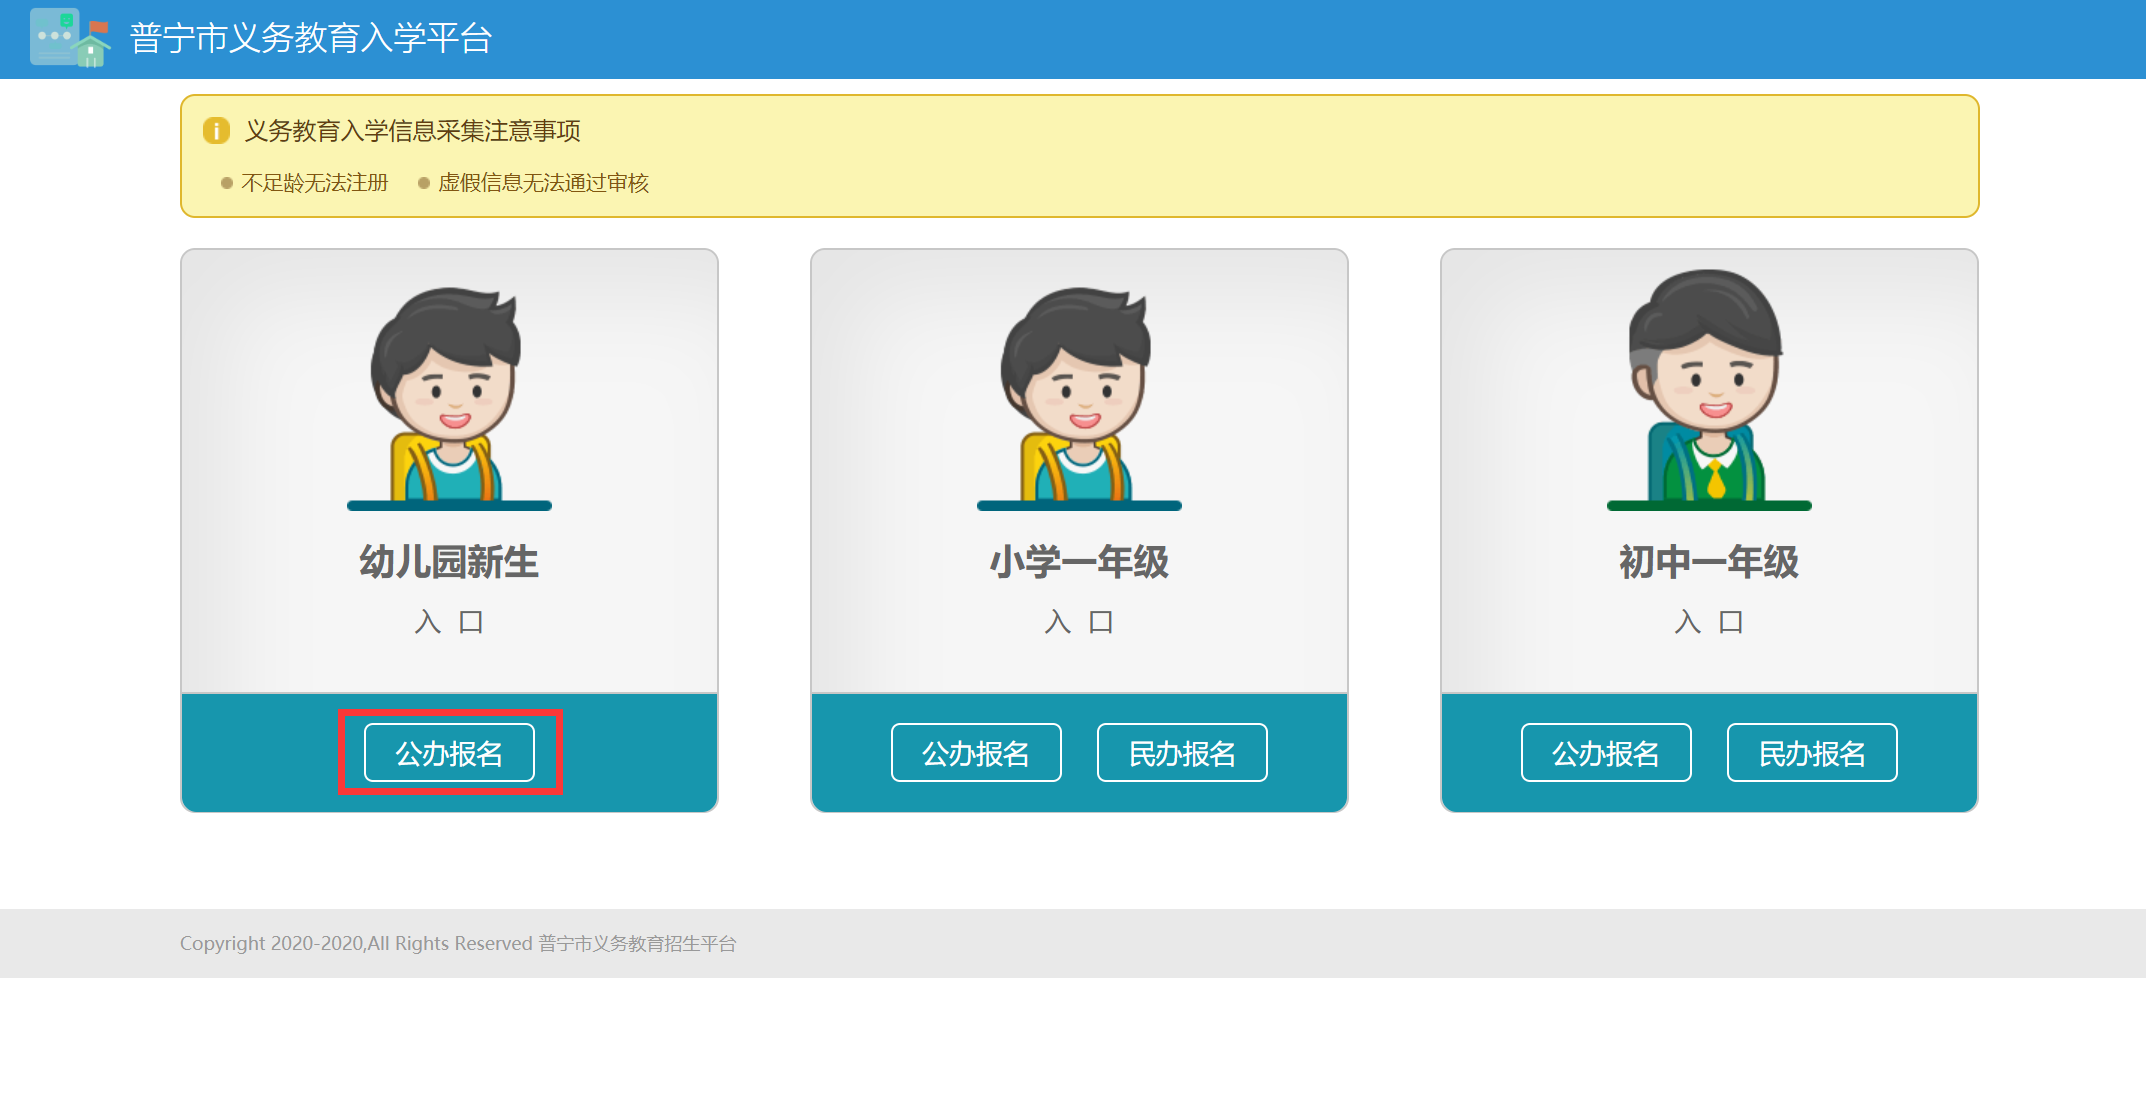 普宁市义务教育入学平台
义务教育入学信息采集注意事项
不足龄无法注册 虚假信息无法通过审核
幼儿园新生
入 口
公办报名
小学一年级
入 口
公办报名 民办报名
初中一年级
入 口
公办报名 民办报名
Copyright 2020-2020,All Rights Reserved 普宁市义务教育招生平台